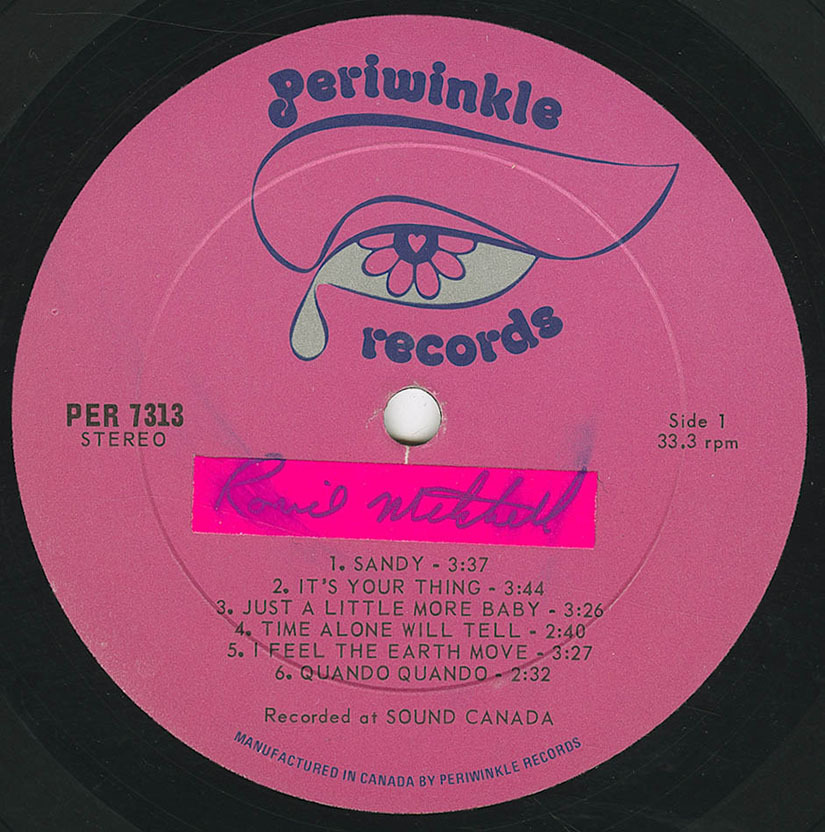 periwinkle
records
PER 7313
STEREO
Side 1
33.3 rpm
Mitchell
1. SANDY - 3:37
2. IT'S YOUR THING - 3:44
3. JUST A LITTLE MORE BABY - 3:26
4. TIME ALONE WILL TELL - 2:40
5. I FEEL THE EARTH MOVE - 3:27
6. QUANDO QUANDO - 2:32
Recorded at SOUND CANADA
MANUFACTURED IN CANADA BY PERIWINKLE RECORDS